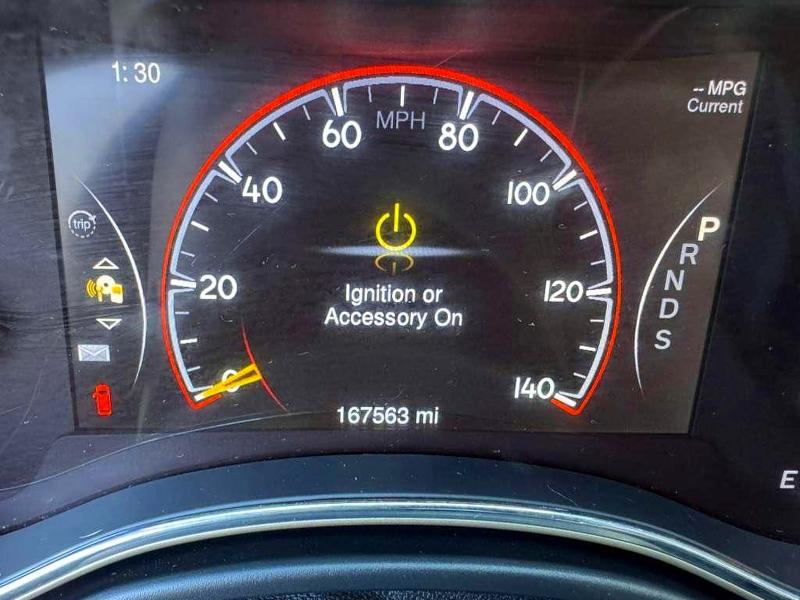 1:30
-- MPG
Current
MPH
60
80
40
100
trip
P
R
N
D
S
20
120
Ignition or
Accessory On
0
140
167563 mi
E